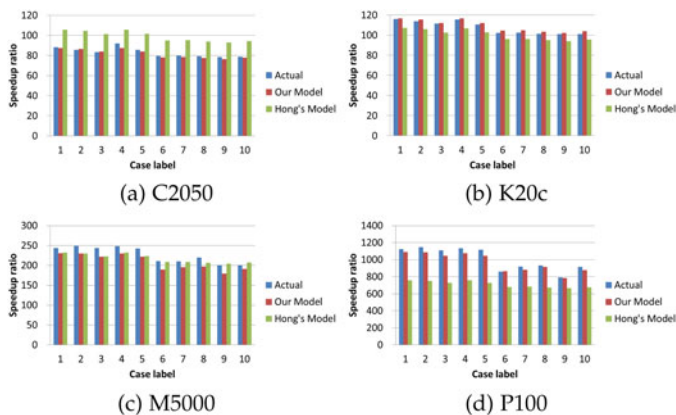 120
100
80
60
40
20
0
Speedup ratio
1 2 3 4 5 6 7 8 9 10
Case label
Actual
Our Model
Hong's Model
(a) C2050
120
100
80
60
40
20
0
Speedup ratio
1 2 3 4 5 6 7 8 9 10
Case label
Actual
Our Model
Hong's Model
(b) K20c
300
250
200
150
100
50
0
Speedup ratio
1 2 3 4 5 6 7 8 9 10
Case label
Actual
Our Model
Hong's Model
(c) M5000
1400
1200
1000
800
600
400
200
0
Speedup ratio
1 2 3 4 5 6 7 8 9 10
Case label
Actual
Our Model
Hong's Model
(d) P100